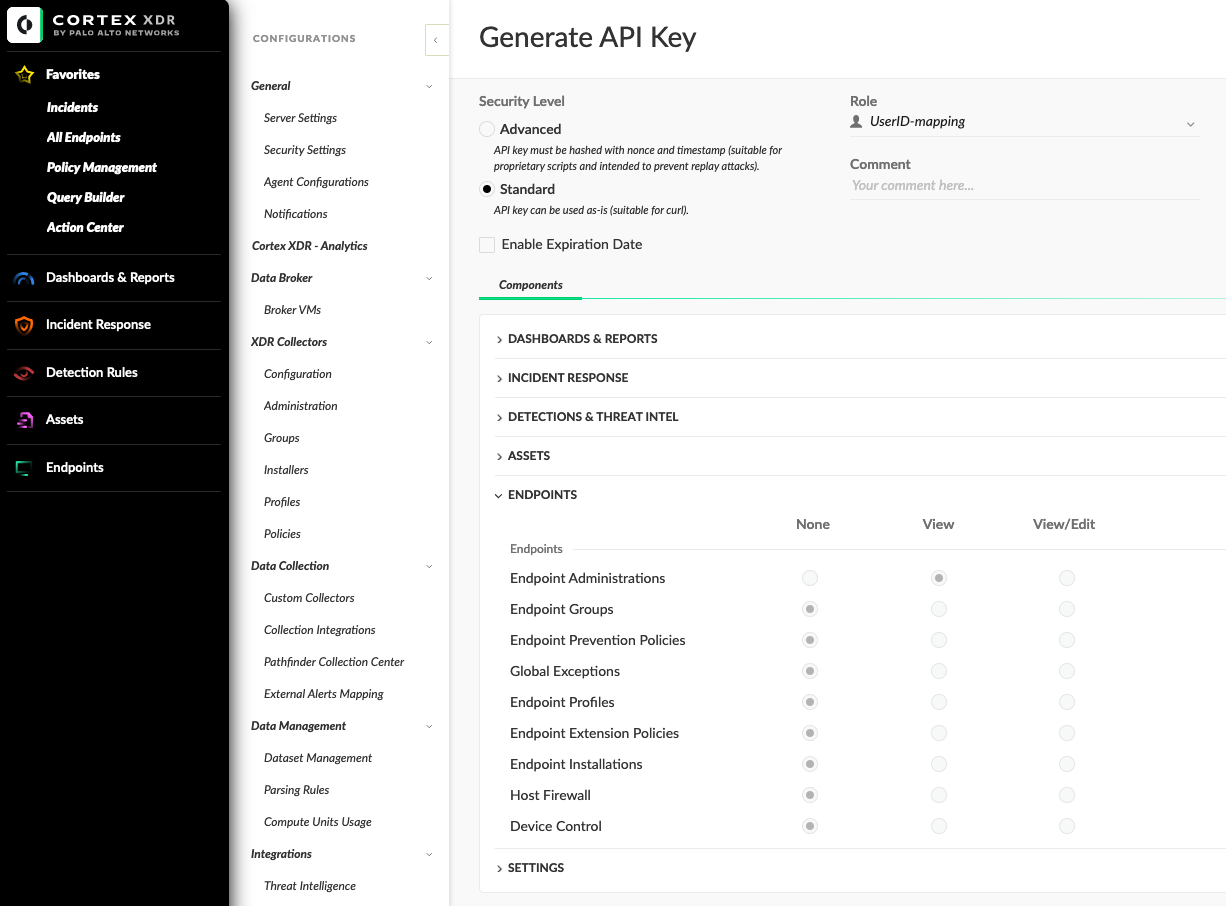 CORTEX XDR
BY PALO ALTO NETWORKS
Favorites
Incidents
All Endpoints
Policy Management
Query Builder
Action Center
Dashboards & Reports
Incident Response
Detection Rules
Assets
Endpoints
CONFIGURATIONS
General
Server Settings
Security Settings
Agent Configurations
Notifications
Cortex XDR - Analytics
Data Broker
Broker VMs
XDR Collectors
Configuration
Administration
Groups
Installers
Profiles
Policies
Data Collection
Custom Collectors
Collection Integrations
Pathfinder Collection Center
External Alerts Mapping
Data Management
Dataset Management
Parsing Rules
Compute Units Usage
Integrations
Threat Intelligence
Generate API Key
Security Level
Advanced
API key must be hashed with nonce and timestamp (suitable for
proprietary scripts and intended to prevent replay attacks).
Standard
API key can be used as-is (suitable for curl).
Enable Expiration Date
Role
UserID-mapping
Comment
Your comment here...
Components
DASHBOARDS & REPORTS
INCIDENT RESPONSE
DETECTIONS & THREAT INTEL
ASSETS
ENDPOINTS
None View View/Edit
Endpoints
Endpoint Administrations
Endpoint Groups
Endpoint Prevention Policies
Global Exceptions
Endpoint Profiles
Endpoint Extension Policies
Endpoint Installations
Host Firewall
Device Control
SETTINGS